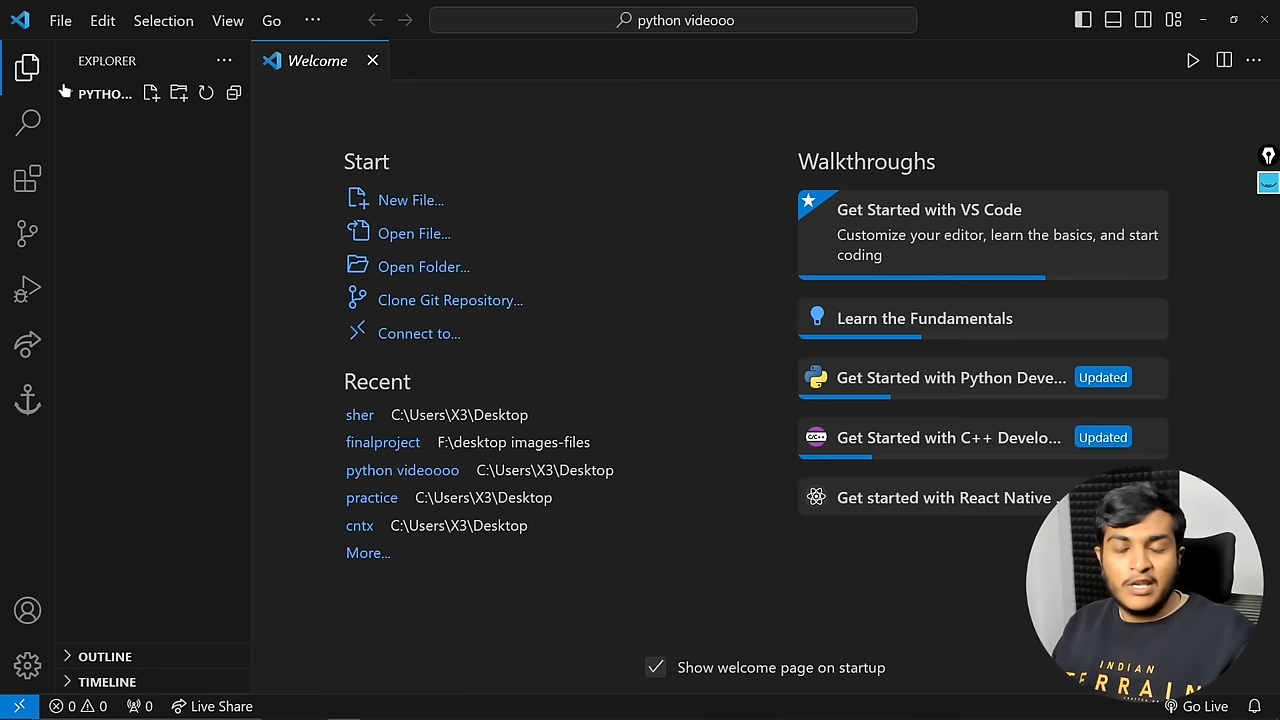 File Edit Selection View Go ...
python videooo
EXPLORER ...
PYTHO...
Welcome
Start
New File...
Open File...
Open Folder...
Clone Git Repository...
Connect to...
Recent
sher C:\Users\X3\Desktop
finalproject F:\desktop images-files
python videoooo C:\Users\X3\Desktop
practice C:\Users\X3\Desktop
cntx C:\Users\X3\Desktop
More...
Walkthroughs
Get Started with VS Code
Customize your editor, learn the basics, and start
coding
Learn the Fundamentals
Get Started with Python Deve... Updated
C/C++
Get Started with C++ Develo... Updated
Get started with React Native
Show welcome page on startup
INDIAN
TERRAIN
OUTLINE
TIMELINE
0 0 0 Live Share
Go Live